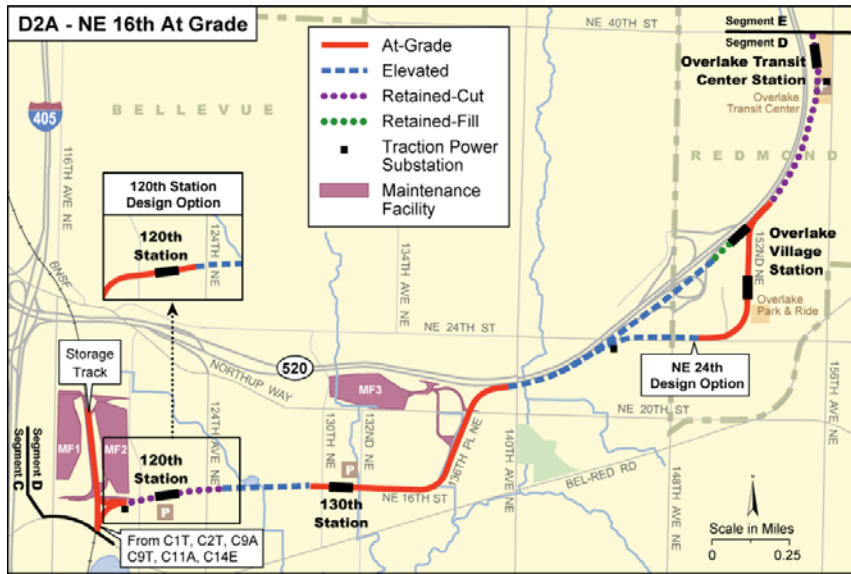 D2A - NE 16th At Grade
NE 40TH ST
Segment E
Segment D
Overlake Transit
Center Station
Overlake
Transit Center
At-Grade
Elevated
Retained-Cut
Retained-Fill
Traction Power
Substation
Maintenance
Facility
BELLEVUE
REDMOND
405
116TH AVE NE
120th Station
Design Option
120th
Station
124TH NE
134TH AVE NE
BNSF
Overlake
Village
Station
152ND NE
Overlake
Park & Ride
NE 24TH ST
NE 24th
Design Option
520
NORTHUP WAY
Storage
Track
MF1
MF2
MF3
NE 20TH ST
124TH AVE NE
130TH NE
132ND NE
136TH PL NE
140TH AVE NE
148TH AVE NE
156TH AVE NE
BEL-RED RD
Segment D
Segment C
120th
Station
P
P
130th
Station
NE 16TH ST
From C1T, C2T, C9A
C9T, C11A, C14E
Scale in Miles
0 0.25